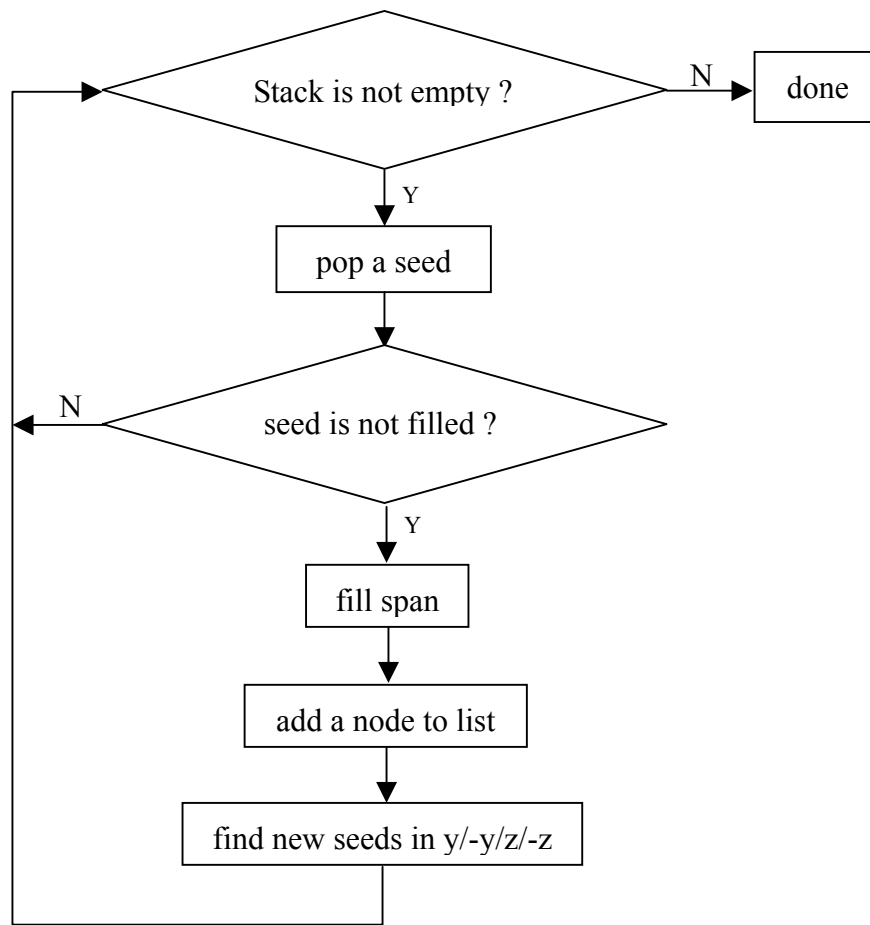 Stack is not empty ?
N
done
Y
pop a seed
N
seed is not filled ?
Y
fill span
add a node to list
find new seeds in y/-y/z/-z